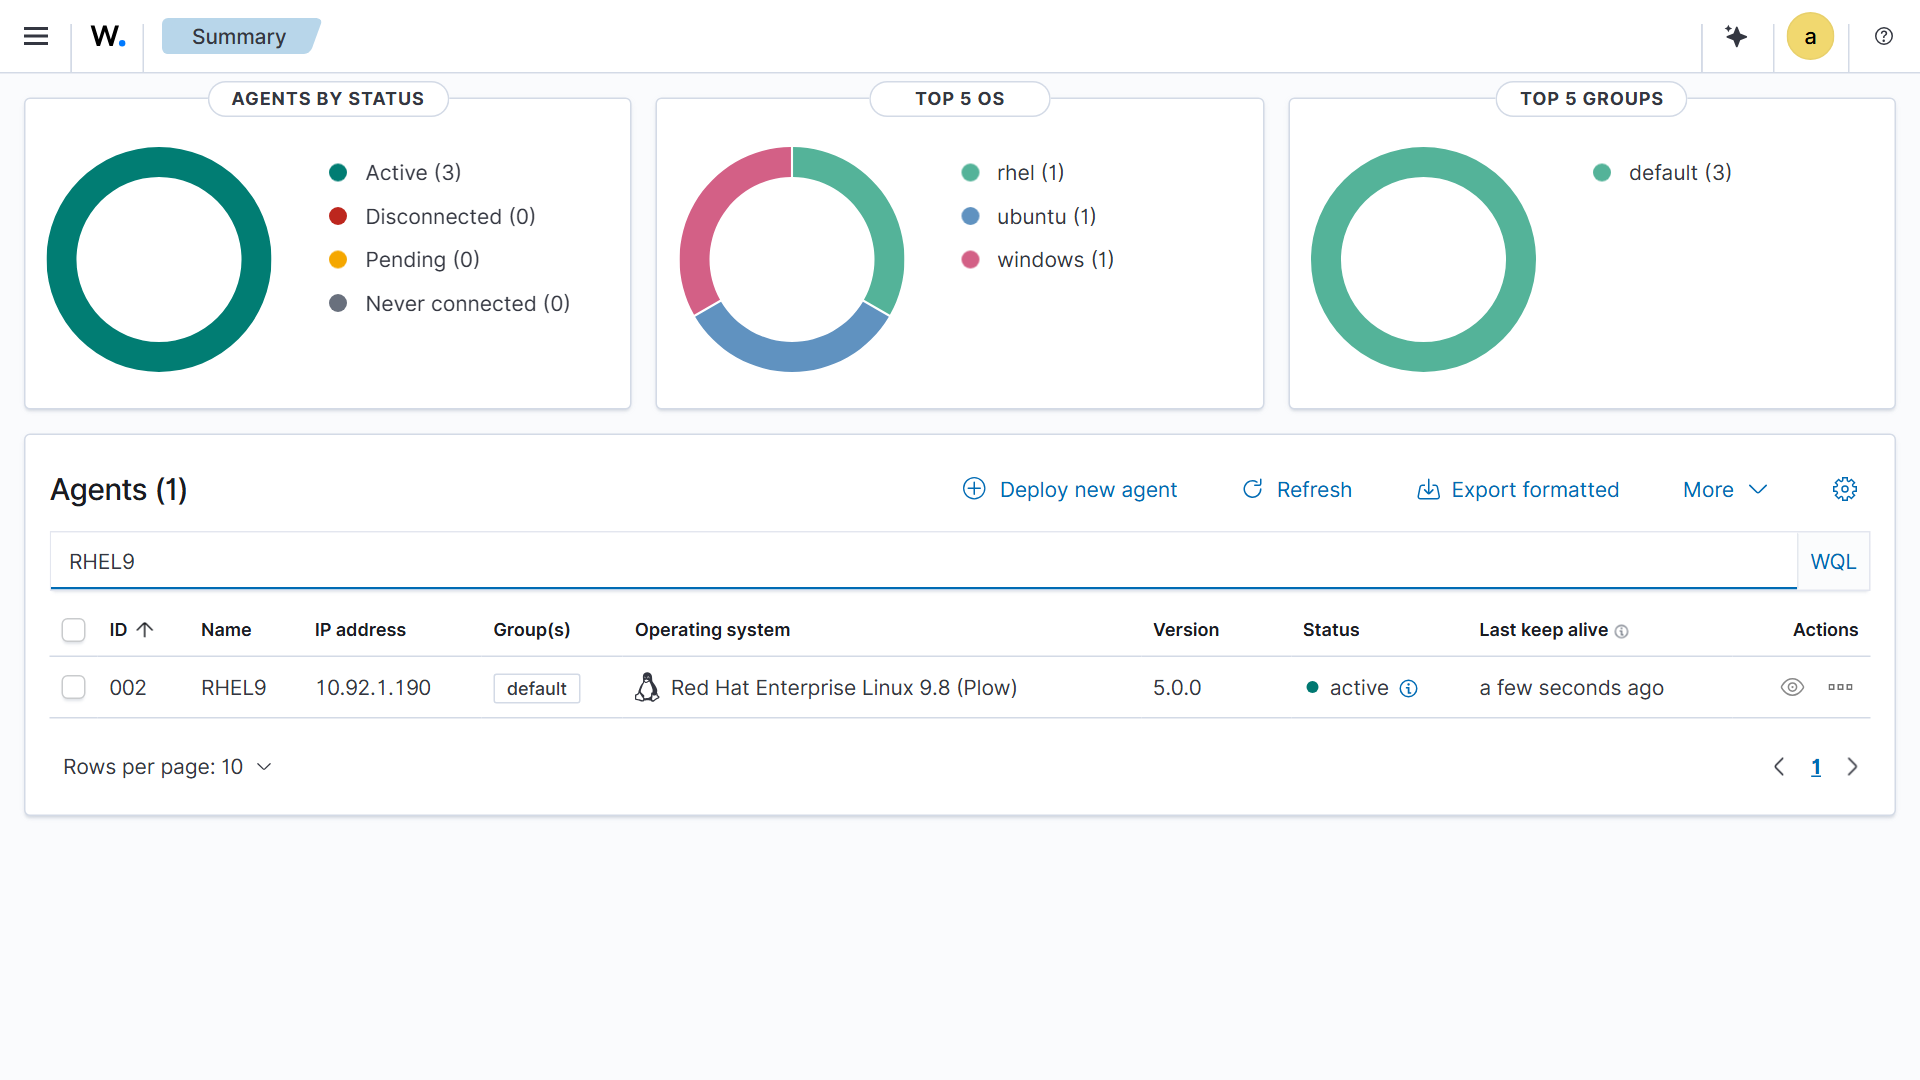 W.
Summary
a
AGENTS BY STATUS
Active (3)
Disconnected (0)
Pending (0)
Never connected (0)
TOP 5 OS
rhel (1)
ubuntu (1)
windows (1)
TOP 5 GROUPS
default (3)
Agents (1)
Deploy new agent
Refresh
Export formatted
More
RHEL9
WQL
ID Name IP address Group(s) Operating system Version Status Last keep alive Actions
002 RHEL9 10.92.1.190 default Red Hat Enterprise Linux 9.8 (Plow) 5.0.0 active a few seconds ago
Rows per page: 10
1